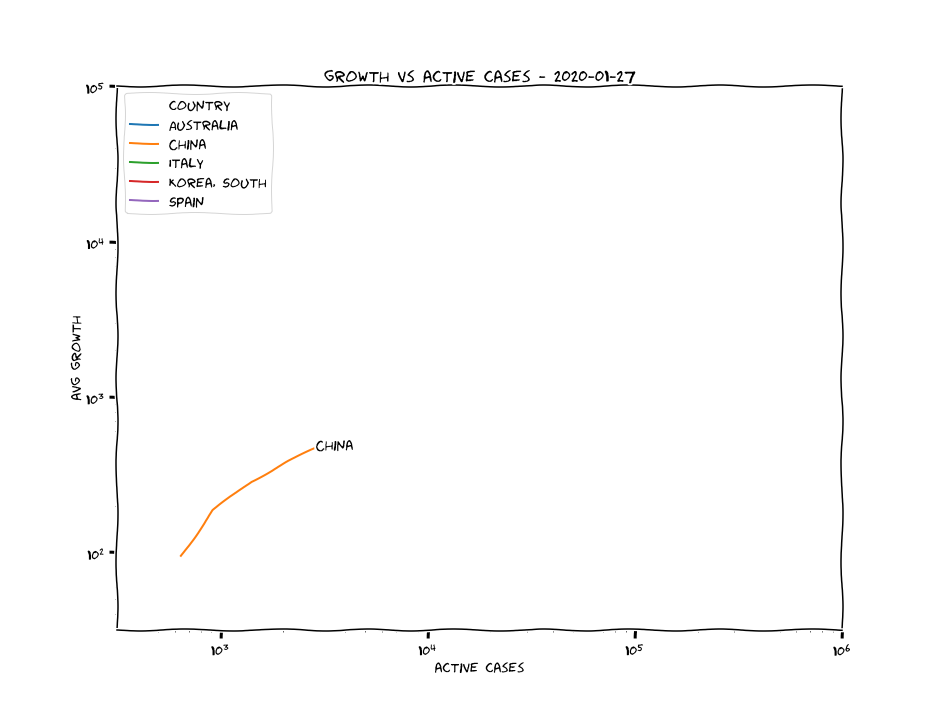 GROWTH VS ACTIVE CASES - 2020-01-27
10⁵
COUNTRY
AUSTRALIA
CHINA
ITALY
KOREA, SOUTH
SPAIN
10⁴
AVG GROWTH
10³
CHINA
10²
10³ 10⁴ 10⁵ 10⁶
ACTIVE CASES